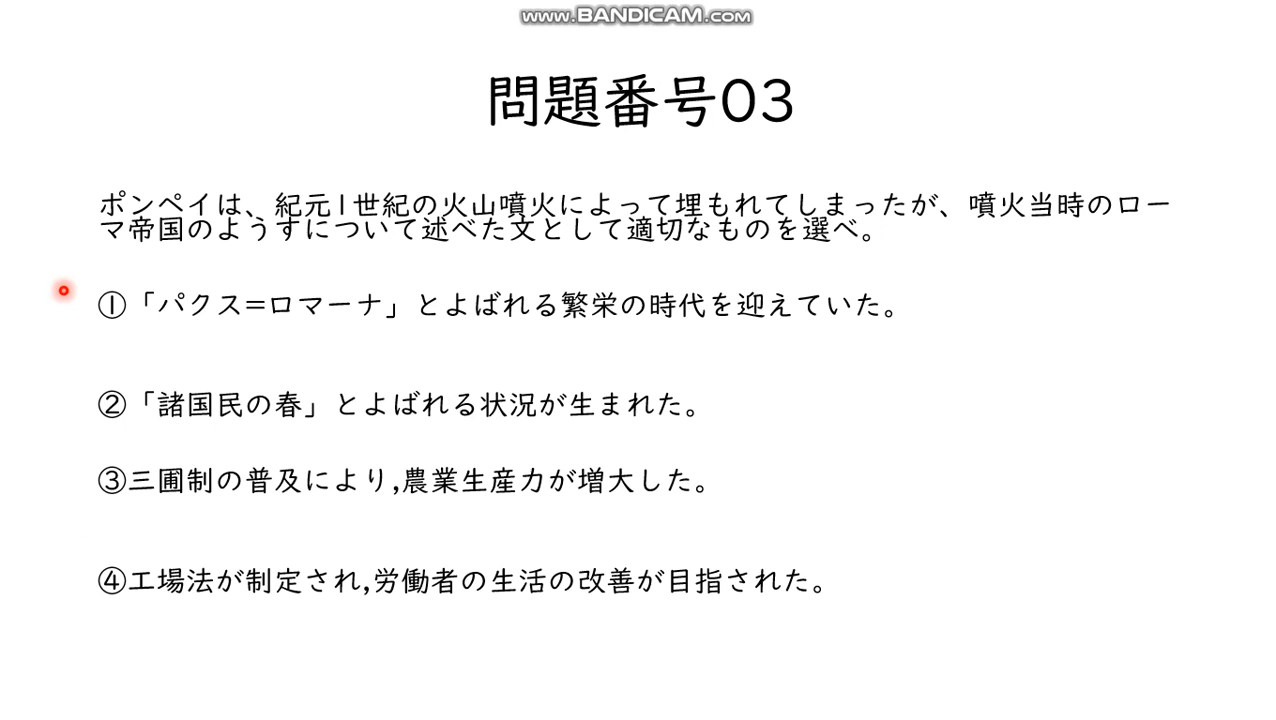 www.BANDICAM.com
問題番号03
ポンペイは、紀元1世紀の火山噴火によって埋もれてしまったが、噴火当時のロー
マ帝国のようすについて述べた文として適切なものを選べ。
①「パクス=ロマーナ」とよばれる繁栄の時代を迎えていた。
②「諸国民の春」とよばれる状況が生まれた。
③三圃制の普及により,農業生産力が増大した。
④工場法が制定され,労働者の生活の改善が目指された。